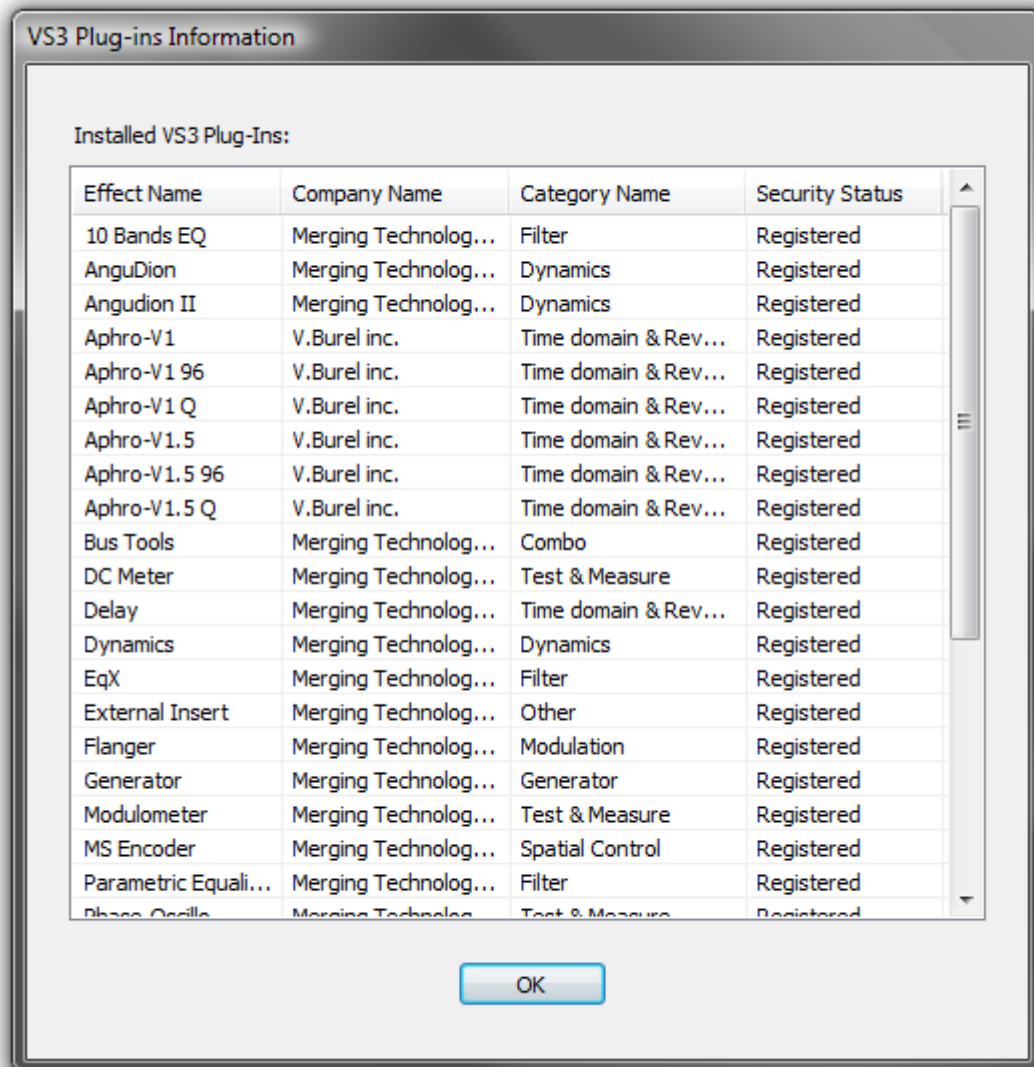 VS3 Plug-ins Information
Installed VS3 Plug-Ins:
Effect Name Company Name Category Name Security Status
10 Bands EQ Merging Technolog... Filter Registered
AnguDion Merging Technolog... Dynamics Registered
Angudion II Merging Technolog... Dynamics Registered
Aphro-V1 V.Burel inc. Time domain & Rev... Registered
Aphro-V1 96 V.Burel inc. Time domain & Rev... Registered
Aphro-V1 Q V.Burel inc. Time domain & Rev... Registered
Aphro-V1.5 V.Burel inc. Time domain & Rev... Registered
Aphro-V1.5 96 V.Burel inc. Time domain & Rev... Registered
Aphro-V1.5 Q V.Burel inc. Time domain & Rev... Registered
Bus Tools Merging Technolog... Combo Registered
DC Meter Merging Technolog... Test & Measure Registered
Delay Merging Technolog... Time domain & Rev... Registered
Dynamics Merging Technolog... Dynamics Registered
EqX Merging Technolog... Filter Registered
External Insert Merging Technolog... Other Registered
Flanger Merging Technolog... Modulation Registered
Generator Merging Technolog... Generator Registered
Modulometer Merging Technolog... Test & Measure Registered
MS Encoder Merging Technolog... Spatial Control Registered
Parametric Equali... Merging Technolog... Filter Registered
Phase Oscillo Merging Technolog... Test & Measure Registered
OK